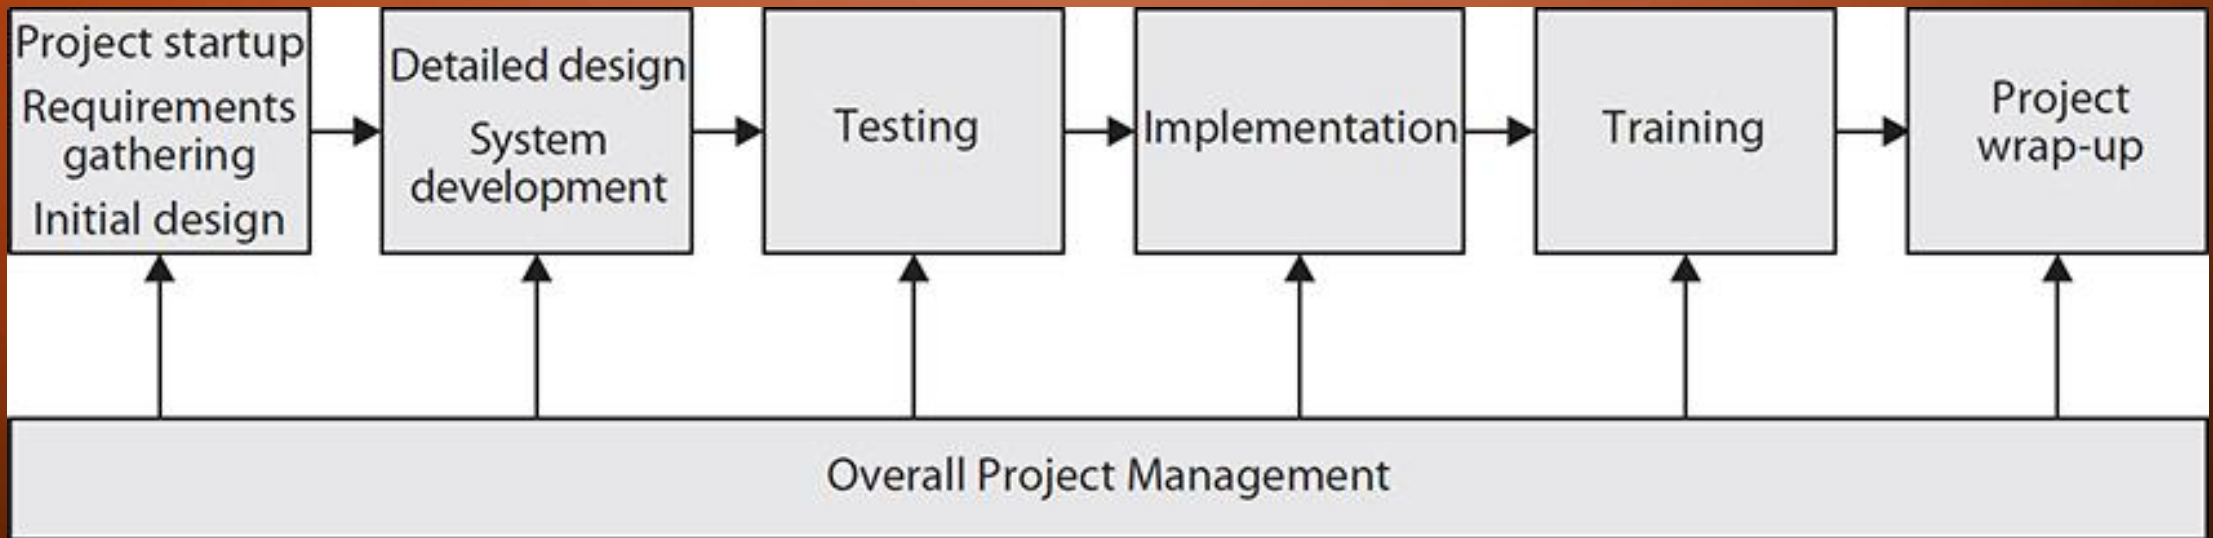 Project startup
Requirements
gathering
Initial design
Detailed design
System
development
Testing
Implementation
Training
Project
wrap-up
Overall Project Management